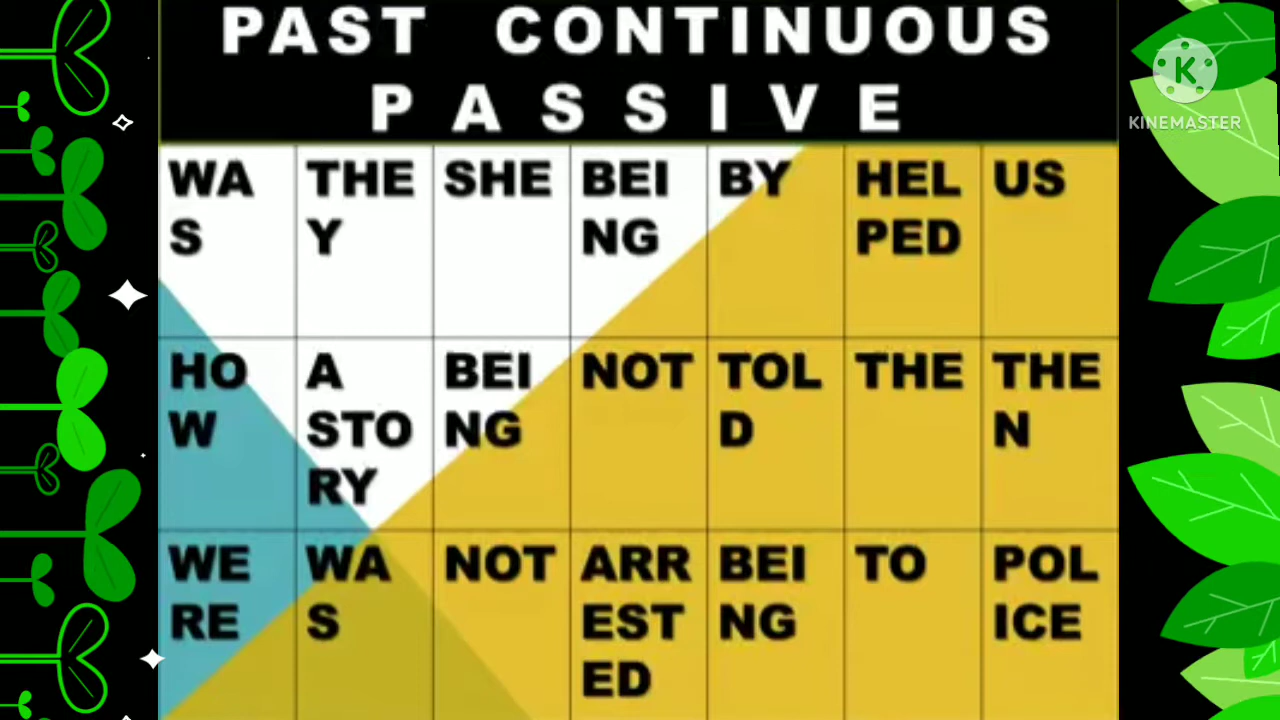 PAST CONTINUOUS
PASSIVE
WA THE SHE BEI BY HEL US
S Y NG PED
HO A BEI NOT TOL THE THE
W STO NG D N
RY
WE WA NOT ARR BEI TO POL
RE S EST NG ICE
ED
K
KINEMASTER